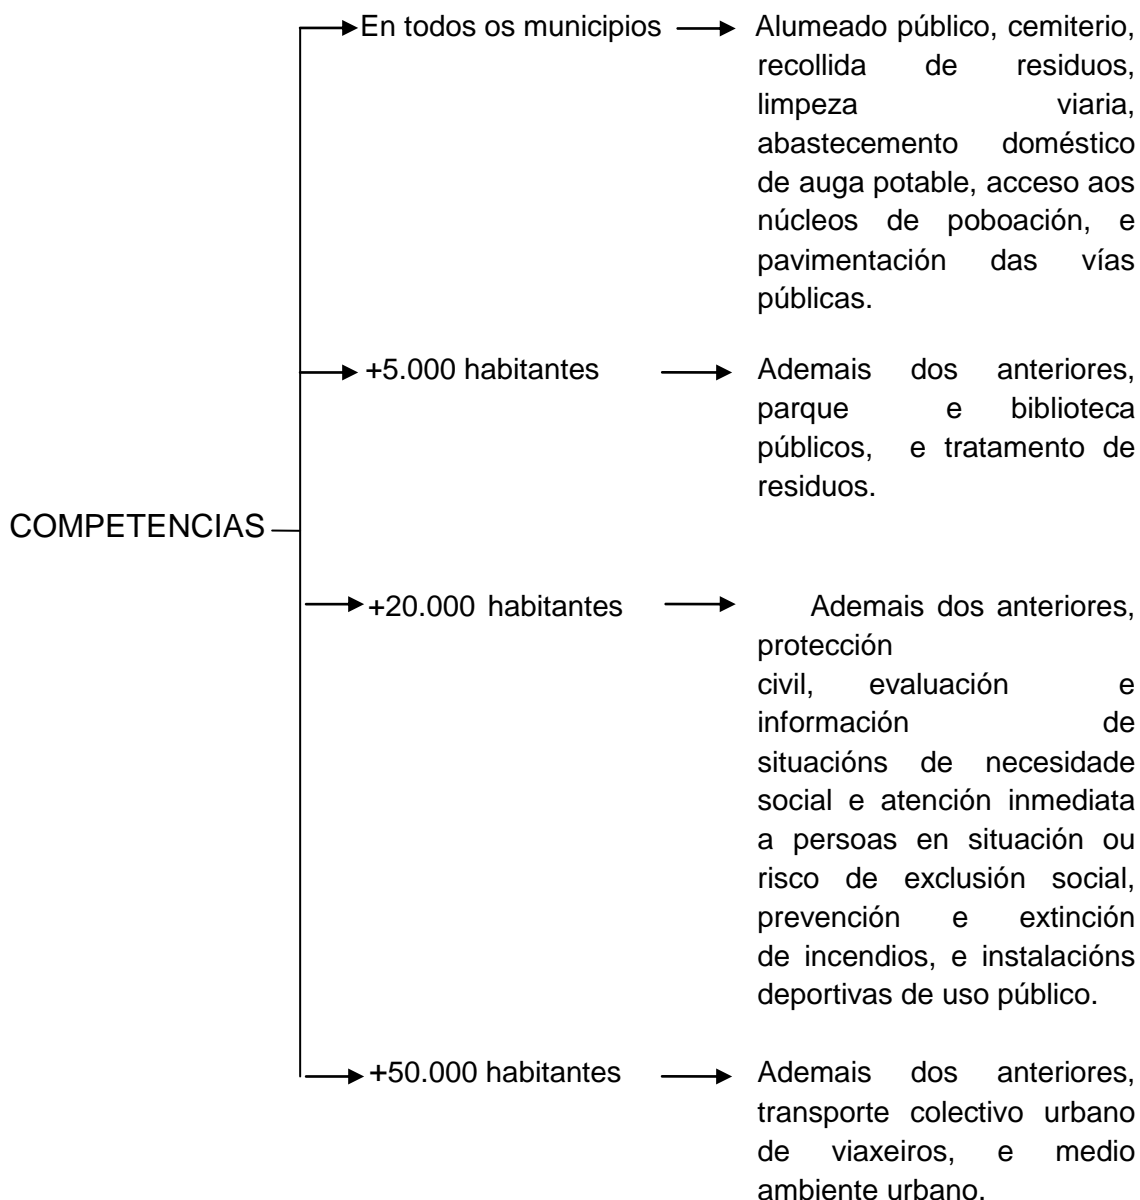 En todos os municipios
Alumeado público, cemiterio,
recollida de residuos,
limpeza viaria,
abastecemento doméstico
de auga potable, acceso aos
núcleos de poboación, e
pavimentación das vías
públicas.
+5.000 habitantes
Ademais dos anteriores,
parque e biblioteca
públicos, e tratamento de
residuos.
COMPETENCIAS
+20.000 habitantes
Ademais dos anteriores,
protección
civil, evaluación e
información de
situacións de necesidade
social e atención inmediata
a persoas en situación ou
risco de exclusión social,
prevención e extinción
de incendios, e instalacións
deportivas de uso público.
+50.000 habitantes
Ademais dos anteriores,
transporte colectivo urbano
de viaxeiros, e medio
ambiente urbano.